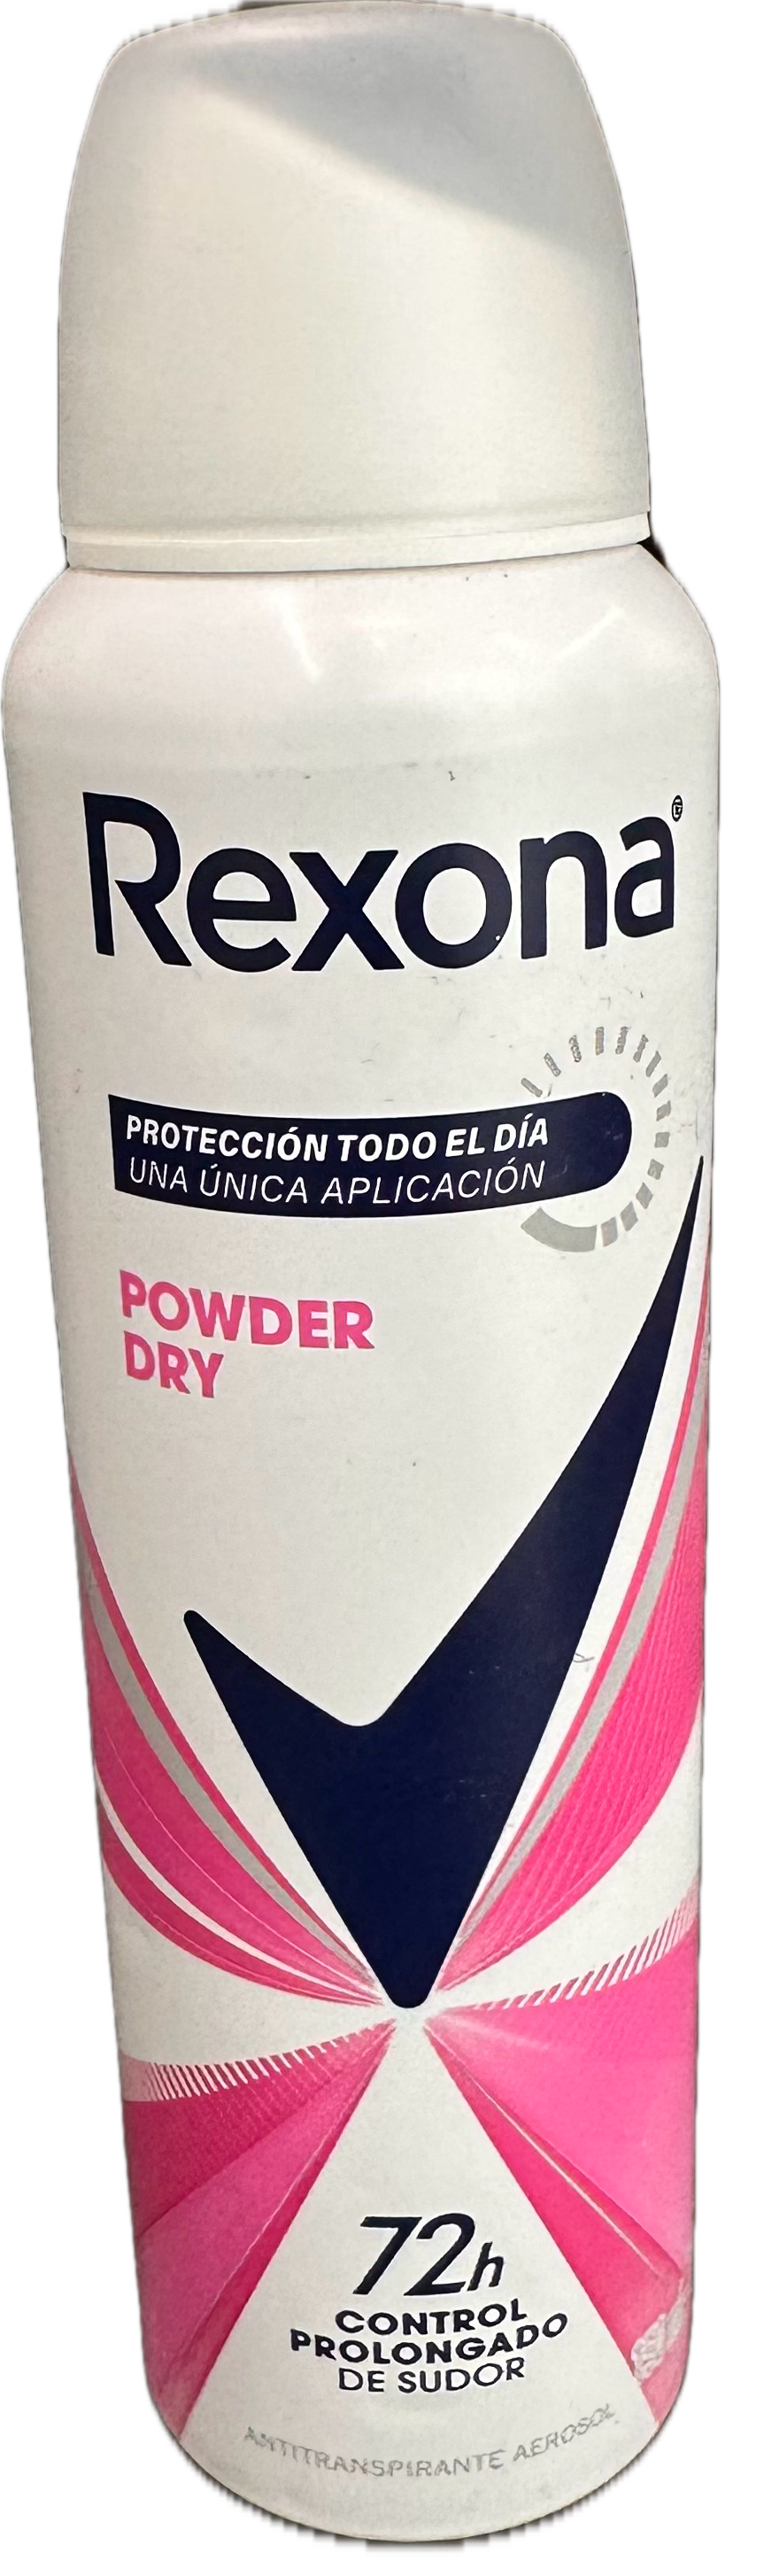 Rexona®
PROTECCIÓN TODO EL DÍA
UNA ÚNICA APLICACIÓN
POWDER
DRY
72h
CONTROL
PROLONGADO
DE SUDOR
ANTITRANSPIRANTE AEROSOL